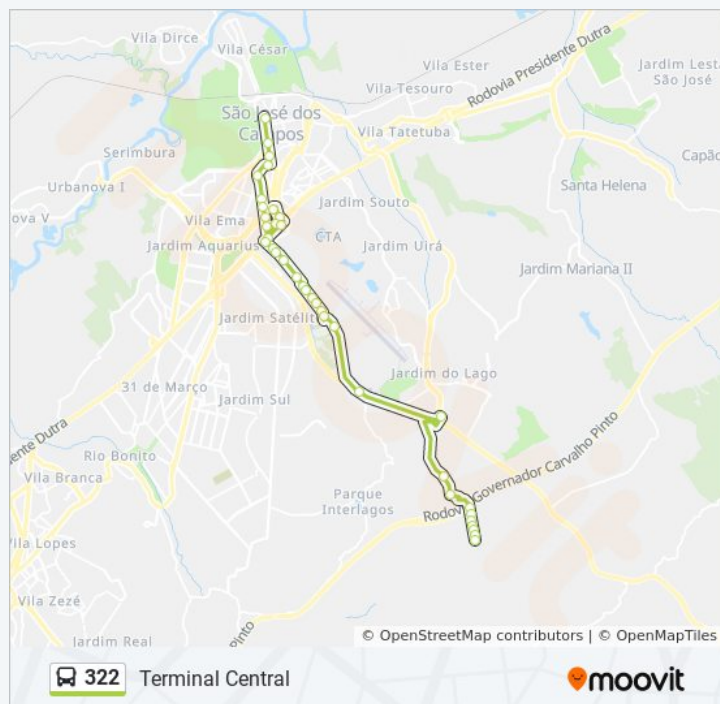 Vila Dirce
Vila César
Vila Ester
Jardim Lest
São José
Rodovia Presidente Dutra
Vila Tesouro
São José dos
Campos
Vila Tatetuba
Serimbura
Capão
Urbanova I
Santa Helena
Jardim Souto
ova V
Vila Ema
CTA
Jardim Aquarius
Jardim Uirá
Jardim Mariana II
Jardim Satélite
31 de Março
Jardim do Lago
Jardim Sul
ente Dutra
Rio Bonito
Vila Branca
Rodovia Governador Carvalho Pinto
Parque
Interlagos
Vila Lopes
Vila Zezé
Jardim Real
Pinto
© OpenStreetMap contributors | © OpenMapTiles
322 Terminal Central
moovit